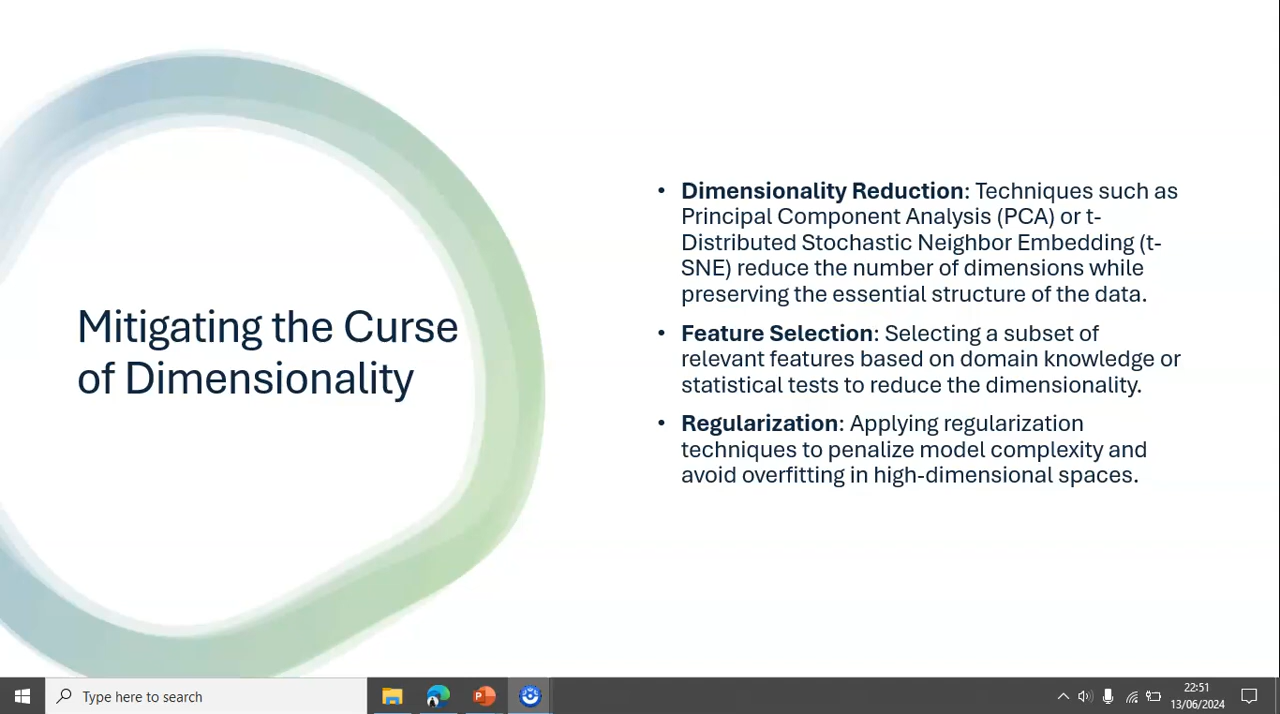 Mitigating the Curse
of Dimensionality
• Dimensionality Reduction: Techniques such as
Principal Component Analysis (PCA) or t-
Distributed Stochastic Neighbor Embedding (t-
SNE) reduce the number of dimensions while
preserving the essential structure of the data.
• Feature Selection: Selecting a subset of
relevant features based on domain knowledge or
statistical tests to reduce the dimensionality.
• Regularization: Applying regularization
techniques to penalize model complexity and
avoid overfitting in high-dimensional spaces.
Type here to search
22:51
13/06/2024